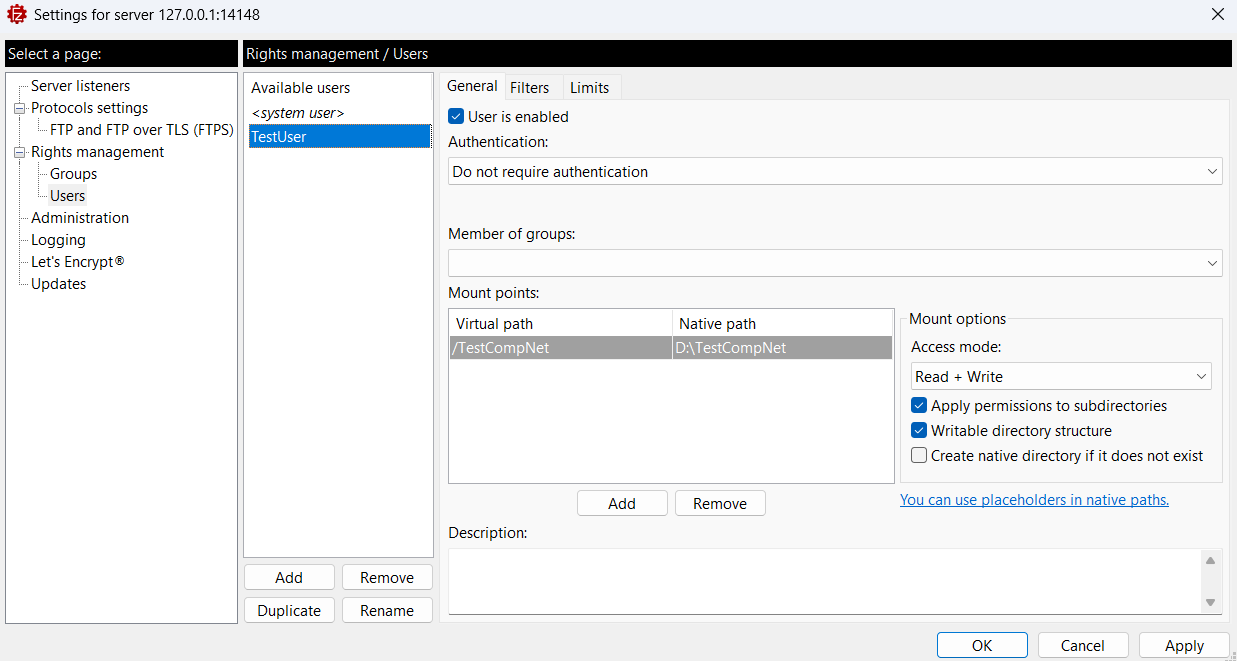 Settings for server 127.0.0.1:14148
Select a page:
Server listeners
Protocols settings
FTP and FTP over TLS (FTPS)
Rights management
Groups
Users
Administration
Logging
Let's Encrypt®
Updates
Rights management / Users
Available users
<system user>
TestUser
Add Remove
Duplicate Rename
General Filters Limits
User is enabled
Authentication:
Do not require authentication
Member of groups:
Mount points:
Virtual path Native path
/TestCompNet D:\TestCompNet
Add Remove
Mount options
Access mode:
Read + Write
Apply permissions to subdirectories
Writable directory structure
Create native directory if it does not exist
You can use placeholders in native paths.
Description:
OK Cancel Apply